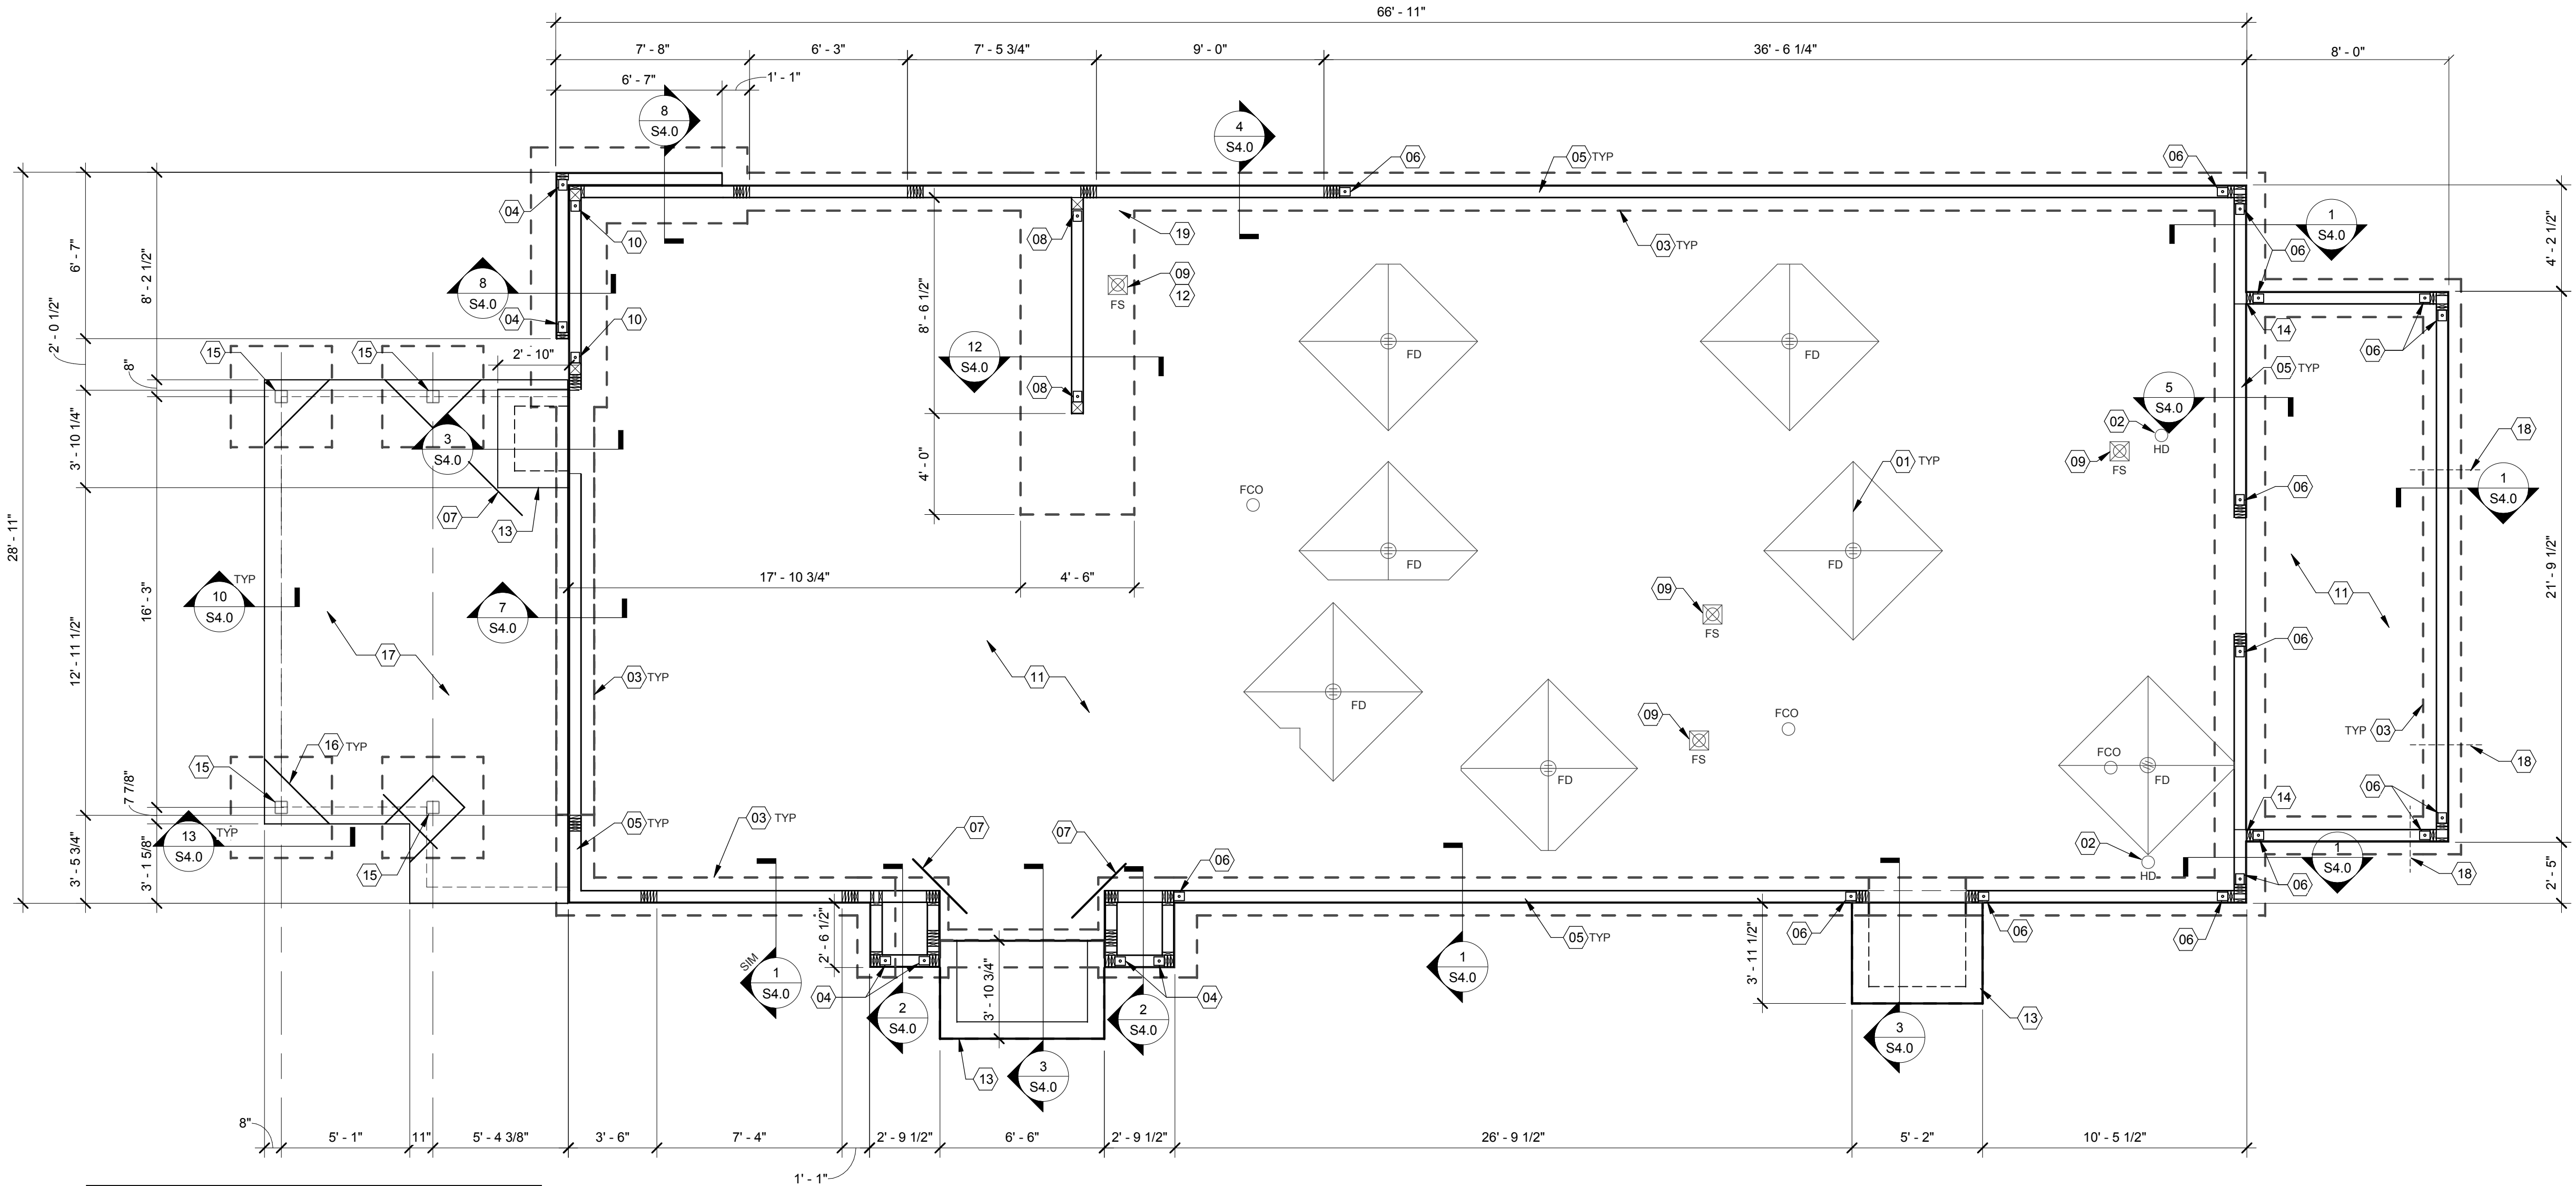 66' - 11"
7' - 8"
6' - 3"
7' - 5 3/4"
9' - 0"
36' - 6 1/4"
8' - 0"
6' - 7"
1' - 1"
8
S4.0
4
S4.0
06
05 TYP
06
04
10
08
19
03 TYP
1
S4.0
06
4' - 2 1/2"
6' - 7"
8' - 2 1/2"
8
S4.0
09
12
FS
8' - 6 1/2"
04
10
14
2' - 0 1/2"
8"
15
15
2' - 10"
12
S4.0
FD
FD
06
05 TYP
08
5
S4.0
02
HD
3' - 10 1/4"
3
S4.0
4' - 0"
01 TYP
09
FS
18
07
13
FCO
06
1
S4.0
28' - 11"
FD
FD
10
S4.0
TYP
7
S4.0
17' - 10 3/4"
4' - 6"
09
FS
11
21' - 9 1/2"
16' - 3"
12' - 11 1/2"
17
11
03 TYP
06
FD
09
FS
FCO
TYP 03
16 TYP
15
7 7/8"
FD
FCO
FD
18
06
14
13
S4.0
TYP
05 TYP
03 TYP
07
07
02
HD
1
S4.0
3' - 5 3/4"
3' - 1 5/8"
15
06
06
18
2' - 5"
2' - 6 1/2"
3' - 10 3/4"
05 TYP
06
06
06
SIM
1
S4.0
1
S4.0
3' - 11 1/2"
04
2
S4.0
2
S4.0
04
13
3
S4.0
3
S4.0
13
8"
5' - 1"
11"
5' - 4 3/8"
3' - 6"
7' - 4"
2' - 9 1/2"
6' - 6"
2' - 9 1/2"
26' - 9 1/2"
5' - 2"
10' - 5 1/2"
1' - 1"